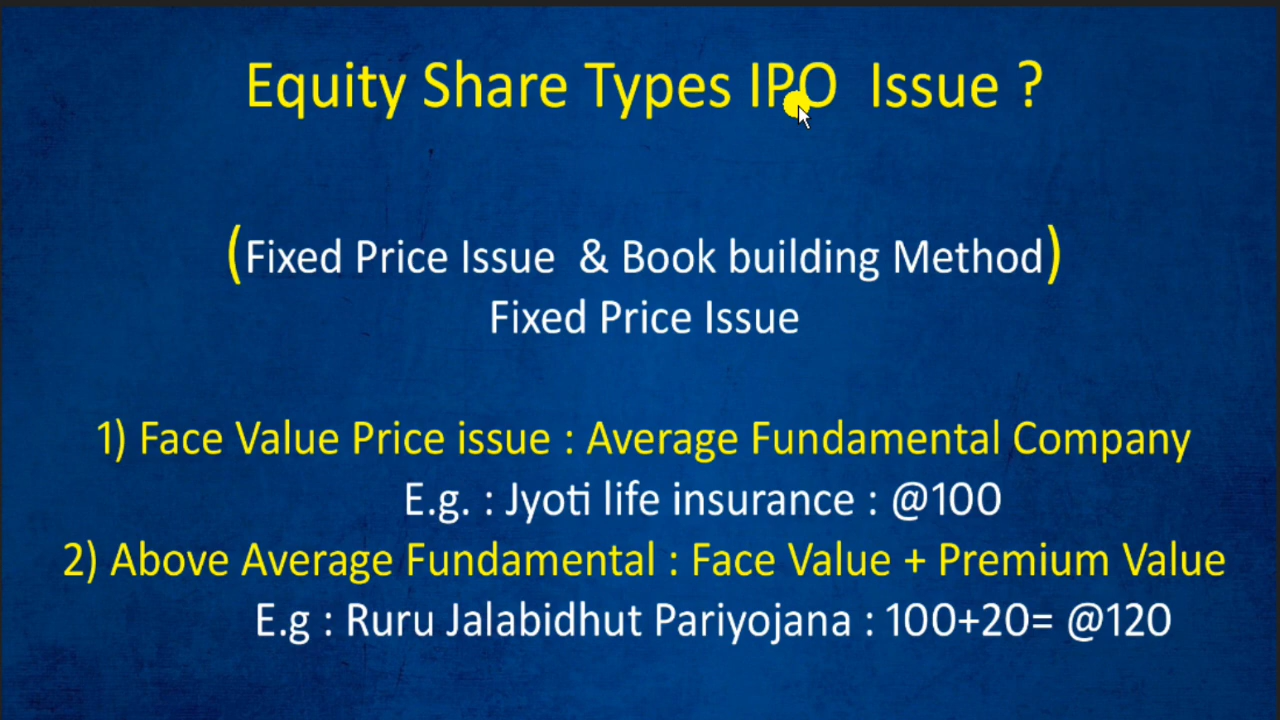 Equity Share Types IPO Issue ?
(Fixed Price Issue & Book building Method)
Fixed Price Issue
1) Face Value Price issue : Average Fundamental Company
E.g. : Jyoti life insurance : @100
2) Above Average Fundamental : Face Value + Premium Value
E.g : Ruru Jalabidhut Pariyojana : 100+20= @120